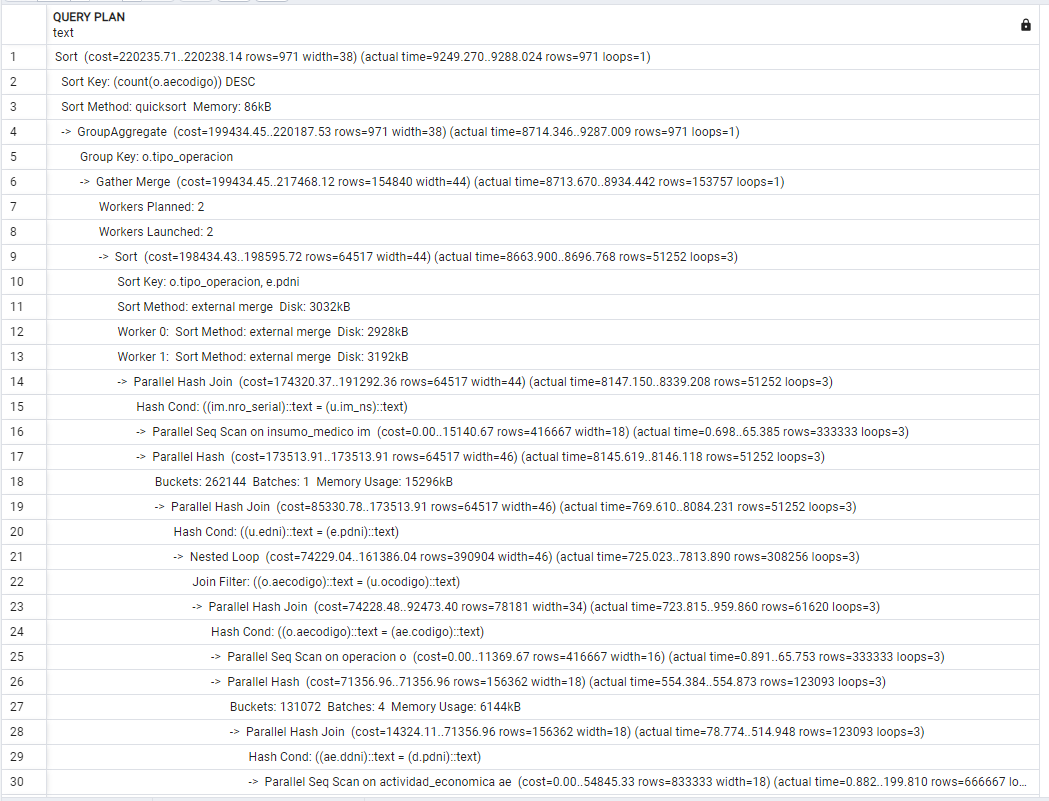 QUERY PLAN
text
1 Sort (cost=220235.71..220238.14 rows=971 width=38) (actual time=9249.270..9288.024 rows=971 loops=1)
2 Sort Key: (count(o.aecodigo)) DESC
3 Sort Method: quicksort Memory: 86kB
4 -> GroupAggregate (cost=199434.45..220187.53 rows=971 width=38) (actual time=8714.346..9287.009 rows=971 loops=1)
5 Group Key: o.tipo_operacion
6 -> Gather Merge (cost=199434.45..217468.12 rows=154840 width=44) (actual time=8713.670..8934.442 rows=153757 loops=1)
7 Workers Planned: 2
8 Workers Launched: 2
9 -> Sort (cost=198434.43..198595.72 rows=64517 width=44) (actual time=8663.900..8696.768 rows=51252 loops=3)
10 Sort Key: o.tipo_operacion, e.pdni
11 Sort Method: external merge Disk: 3032kB
12 Worker 0: Sort Method: external merge Disk: 2928kB
13 Worker 1: Sort Method: external merge Disk: 3192kB
14 -> Parallel Hash Join (cost=174320.37..191292.36 rows=64517 width=44) (actual time=8147.150..8339.208 rows=51252 loops=3)
15 Hash Cond: ((im.nro_serial)::text = (u.im_ns)::text)
16 -> Parallel Seq Scan on insumo_medico im (cost=0.00..15140.67 rows=416667 width=18) (actual time=0.698..65.385 rows=333333 loops=3)
17 -> Parallel Hash (cost=173513.91..173513.91 rows=64517 width=46) (actual time=8145.619..8146.118 rows=51252 loops=3)
18 Buckets: 262144 Batches: 1 Memory Usage: 15296kB
19 -> Parallel Hash Join (cost=85330.78..173513.91 rows=64517 width=46) (actual time=769.610..8084.231 rows=51252 loops=3)
20 Hash Cond: ((u.edni)::text = (e.pdni)::text)
21 -> Nested Loop (cost=74229.04..161386.04 rows=390904 width=46) (actual time=725.023..7813.890 rows=308256 loops=3)
22 Join Filter: ((o.aecodigo)::text = (u.ocodigo)::text)
23 -> Parallel Hash Join (cost=74228.48..92473.40 rows=78181 width=34) (actual time=723.815..959.860 rows=61620 loops=3)
24 Hash Cond: ((o.aecodigo)::text = (ae.codigo)::text)
25 -> Parallel Seq Scan on operacion o (cost=0.00..11369.67 rows=416667 width=16) (actual time=0.891..65.753 rows=333333 loops=3)
26 -> Parallel Hash (cost=71356.96..71356.96 rows=156362 width=18) (actual time=554.384..554.873 rows=123093 loops=3)
27 Buckets: 131072 Batches: 4 Memory Usage: 6144kB
28 -> Parallel Hash Join (cost=14324.11..71356.96 rows=156362 width=18) (actual time=78.774..514.948 rows=123093 loops=3)
29 Hash Cond: ((ae.ddni)::text = (d.pdni)::text)
30 -> Parallel Seq Scan on actividad_economica ae (cost=0.00..54845.33 rows=833333 width=18) (actual time=0.882..199.810 rows=666667 lo...